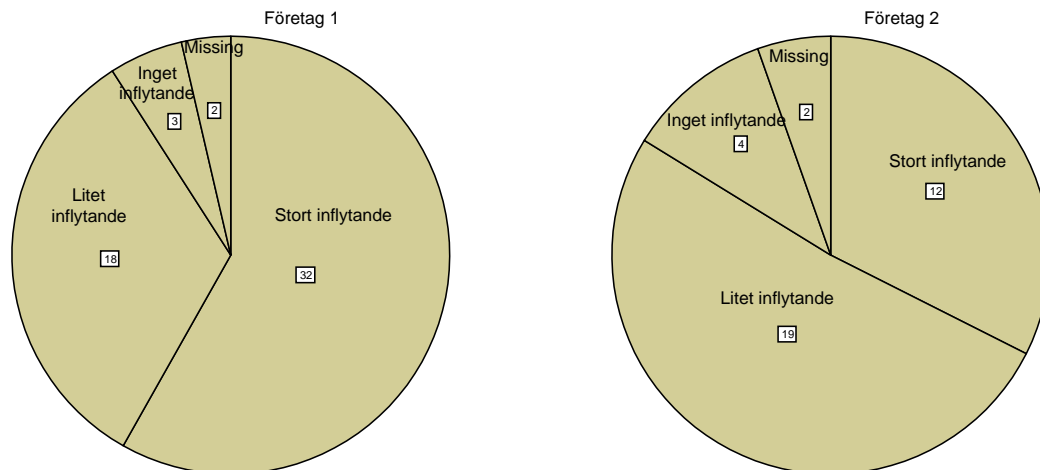 Företag 1
Missing
2
Inget
inflytande
3
Litet
inflytande
18
Stort inflytande
32
Företag 2
Missing
2
Inget inflytande
4
Stort inflytande
12
Litet inflytande
19